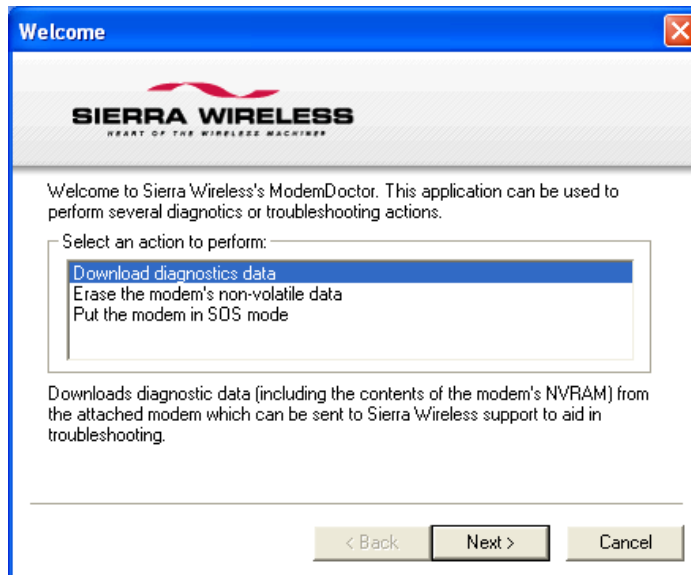 Welcome
SIERRA WIRELESS
HEART OF THE WIRELESS MACHINE®
Welcome to Sierra Wireless's ModemDoctor. This application can be used to
perform several diagnotics or troubleshooting actions.
Select an action to perform:
Download diagnostics data
Erase the modem's non-volatile data
Put the modem in SOS mode
Downloads diagnostic data (including the contents of the modem's NVRAM) from
the attached modem which can be sent to Sierra Wireless support to aid in
troubleshooting.
< Back
Next >
Cancel